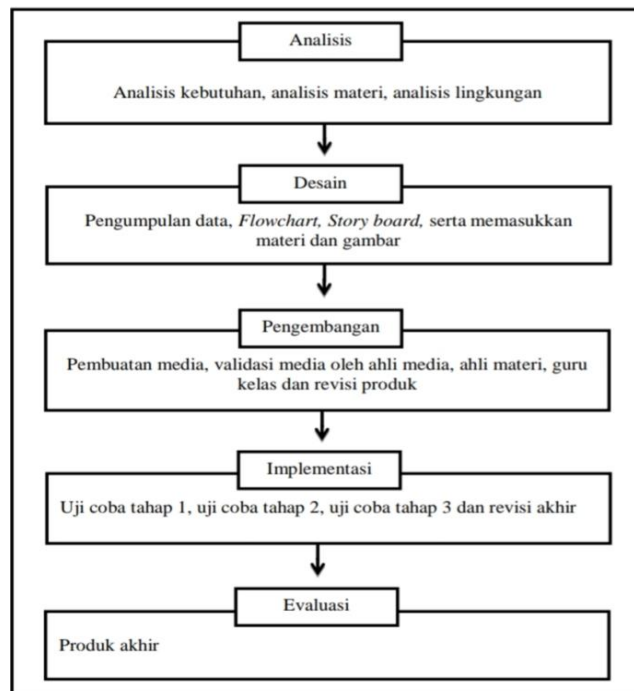 Analisis
Analisis kebutuhan, analisis materi, analisis lingkungan
Desain
Pengumpulan data, Flowchart, Story board, serta memasukkan
materi dan gambar
Pengembangan
Pembuatan media, validasi media oleh ahli media, ahli materi, guru
kelas dan revisi produk
Implementasi
Uji coba tahap 1, uji coba tahap 2, uji coba tahap 3 dan revisi akhir
Evaluasi
Produk akhir